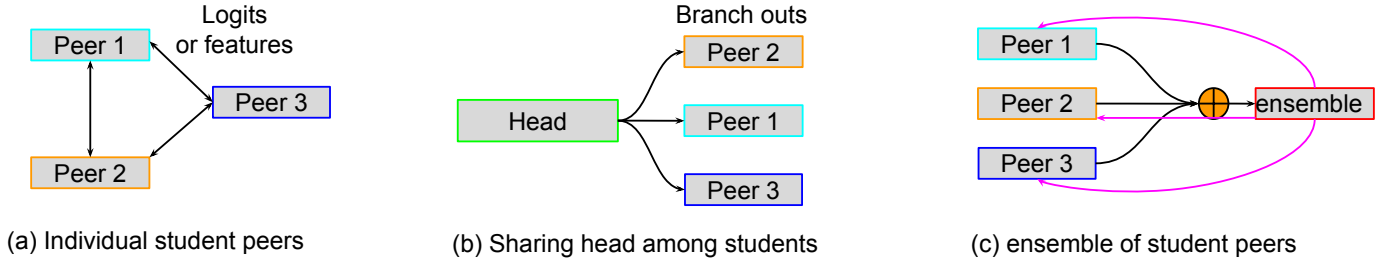 Logits
or features
Peer 1
Peer 3
Peer 2
(a) Individual student peers
Branch outs
Peer 2
Head
Peer 1
Peer 3
(b) Sharing head among students
Peer 1
Peer 2
ensemble
Peer 3
(c) ensemble of student peers